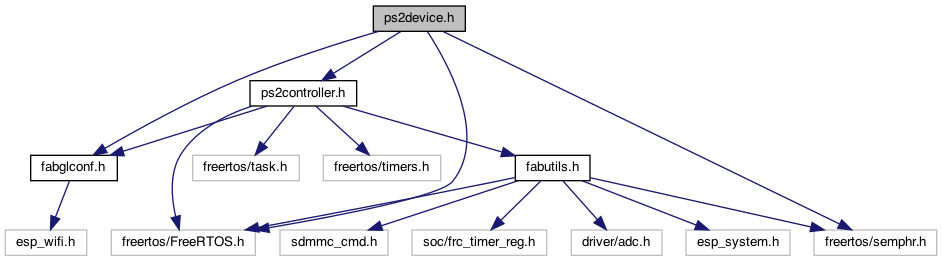 ps2device.h
ps2controller.h
fabglconf.h
freertos/task.h
freertos/timers.h
fabutils.h
esp_wifi.h
freertos/FreeRTOS.h
sdmmc_cmd.h
soc/frc_timer_reg.h
driver/adc.h
esp_system.h
freertos/semphr.h